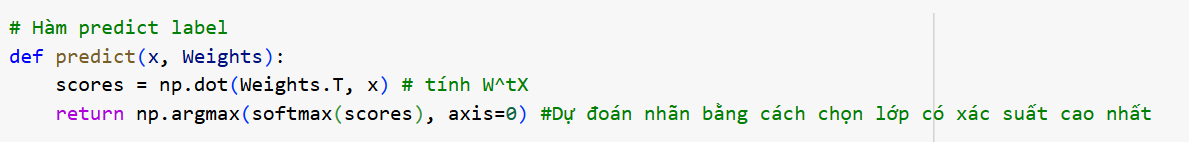 # Hàm predict label
def predict(x, Weights):
    scores = np.dot(Weights.T, x) # tính W^tX
    return np.argmax(softmax(scores), axis=0) #Dự đoán nhãn bằng cách chọn lớp có xác suất cao nhất